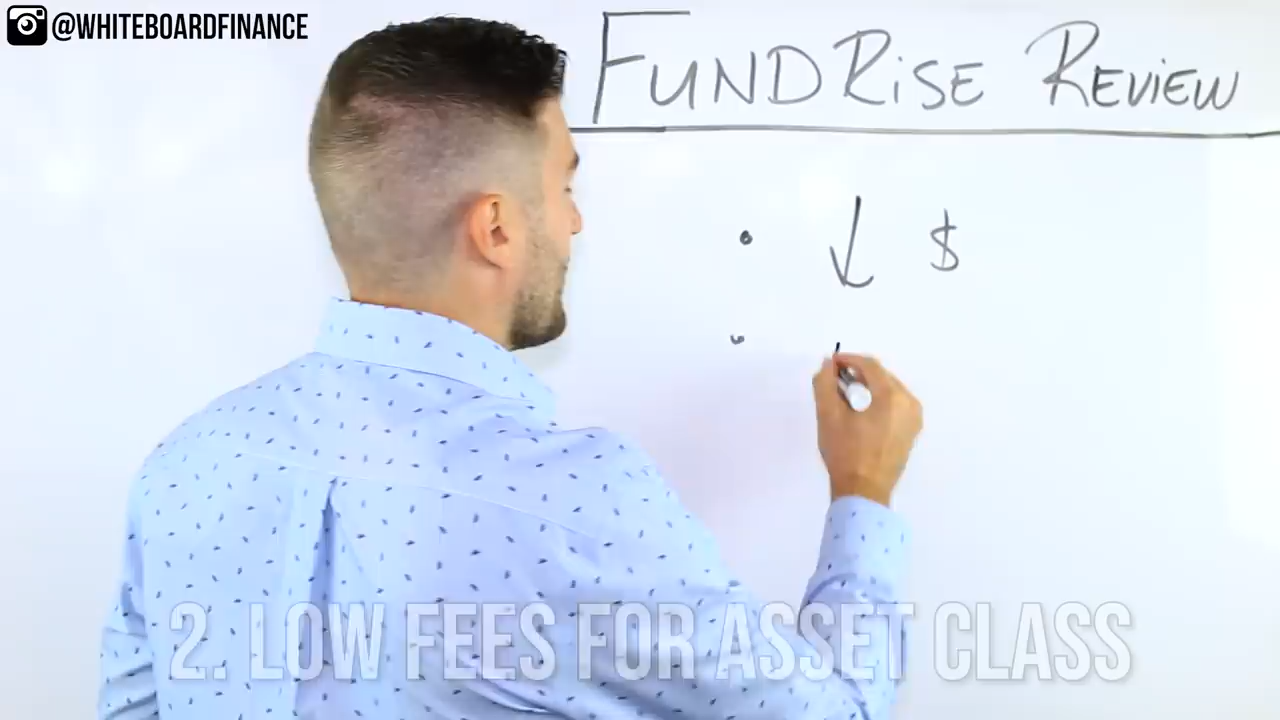 @WHITEBOARDFINANCE
FUNDRISE REVIEW
• ↓ $
•
2. LOW FEES FOR ASSET CLASS